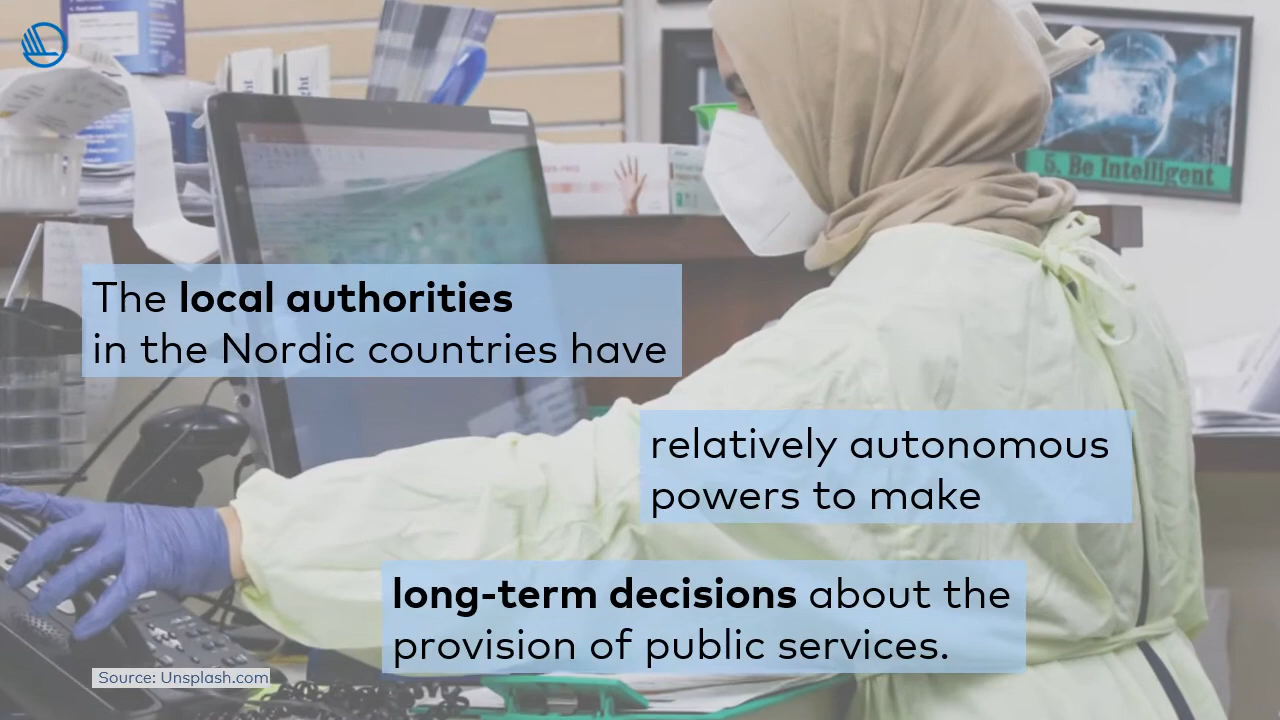 5. Be Intelligent
The local authorities
in the Nordic countries have
relatively autonomous
powers to make
long-term decisions about the
provision of public services.
Source: Unsplash.com